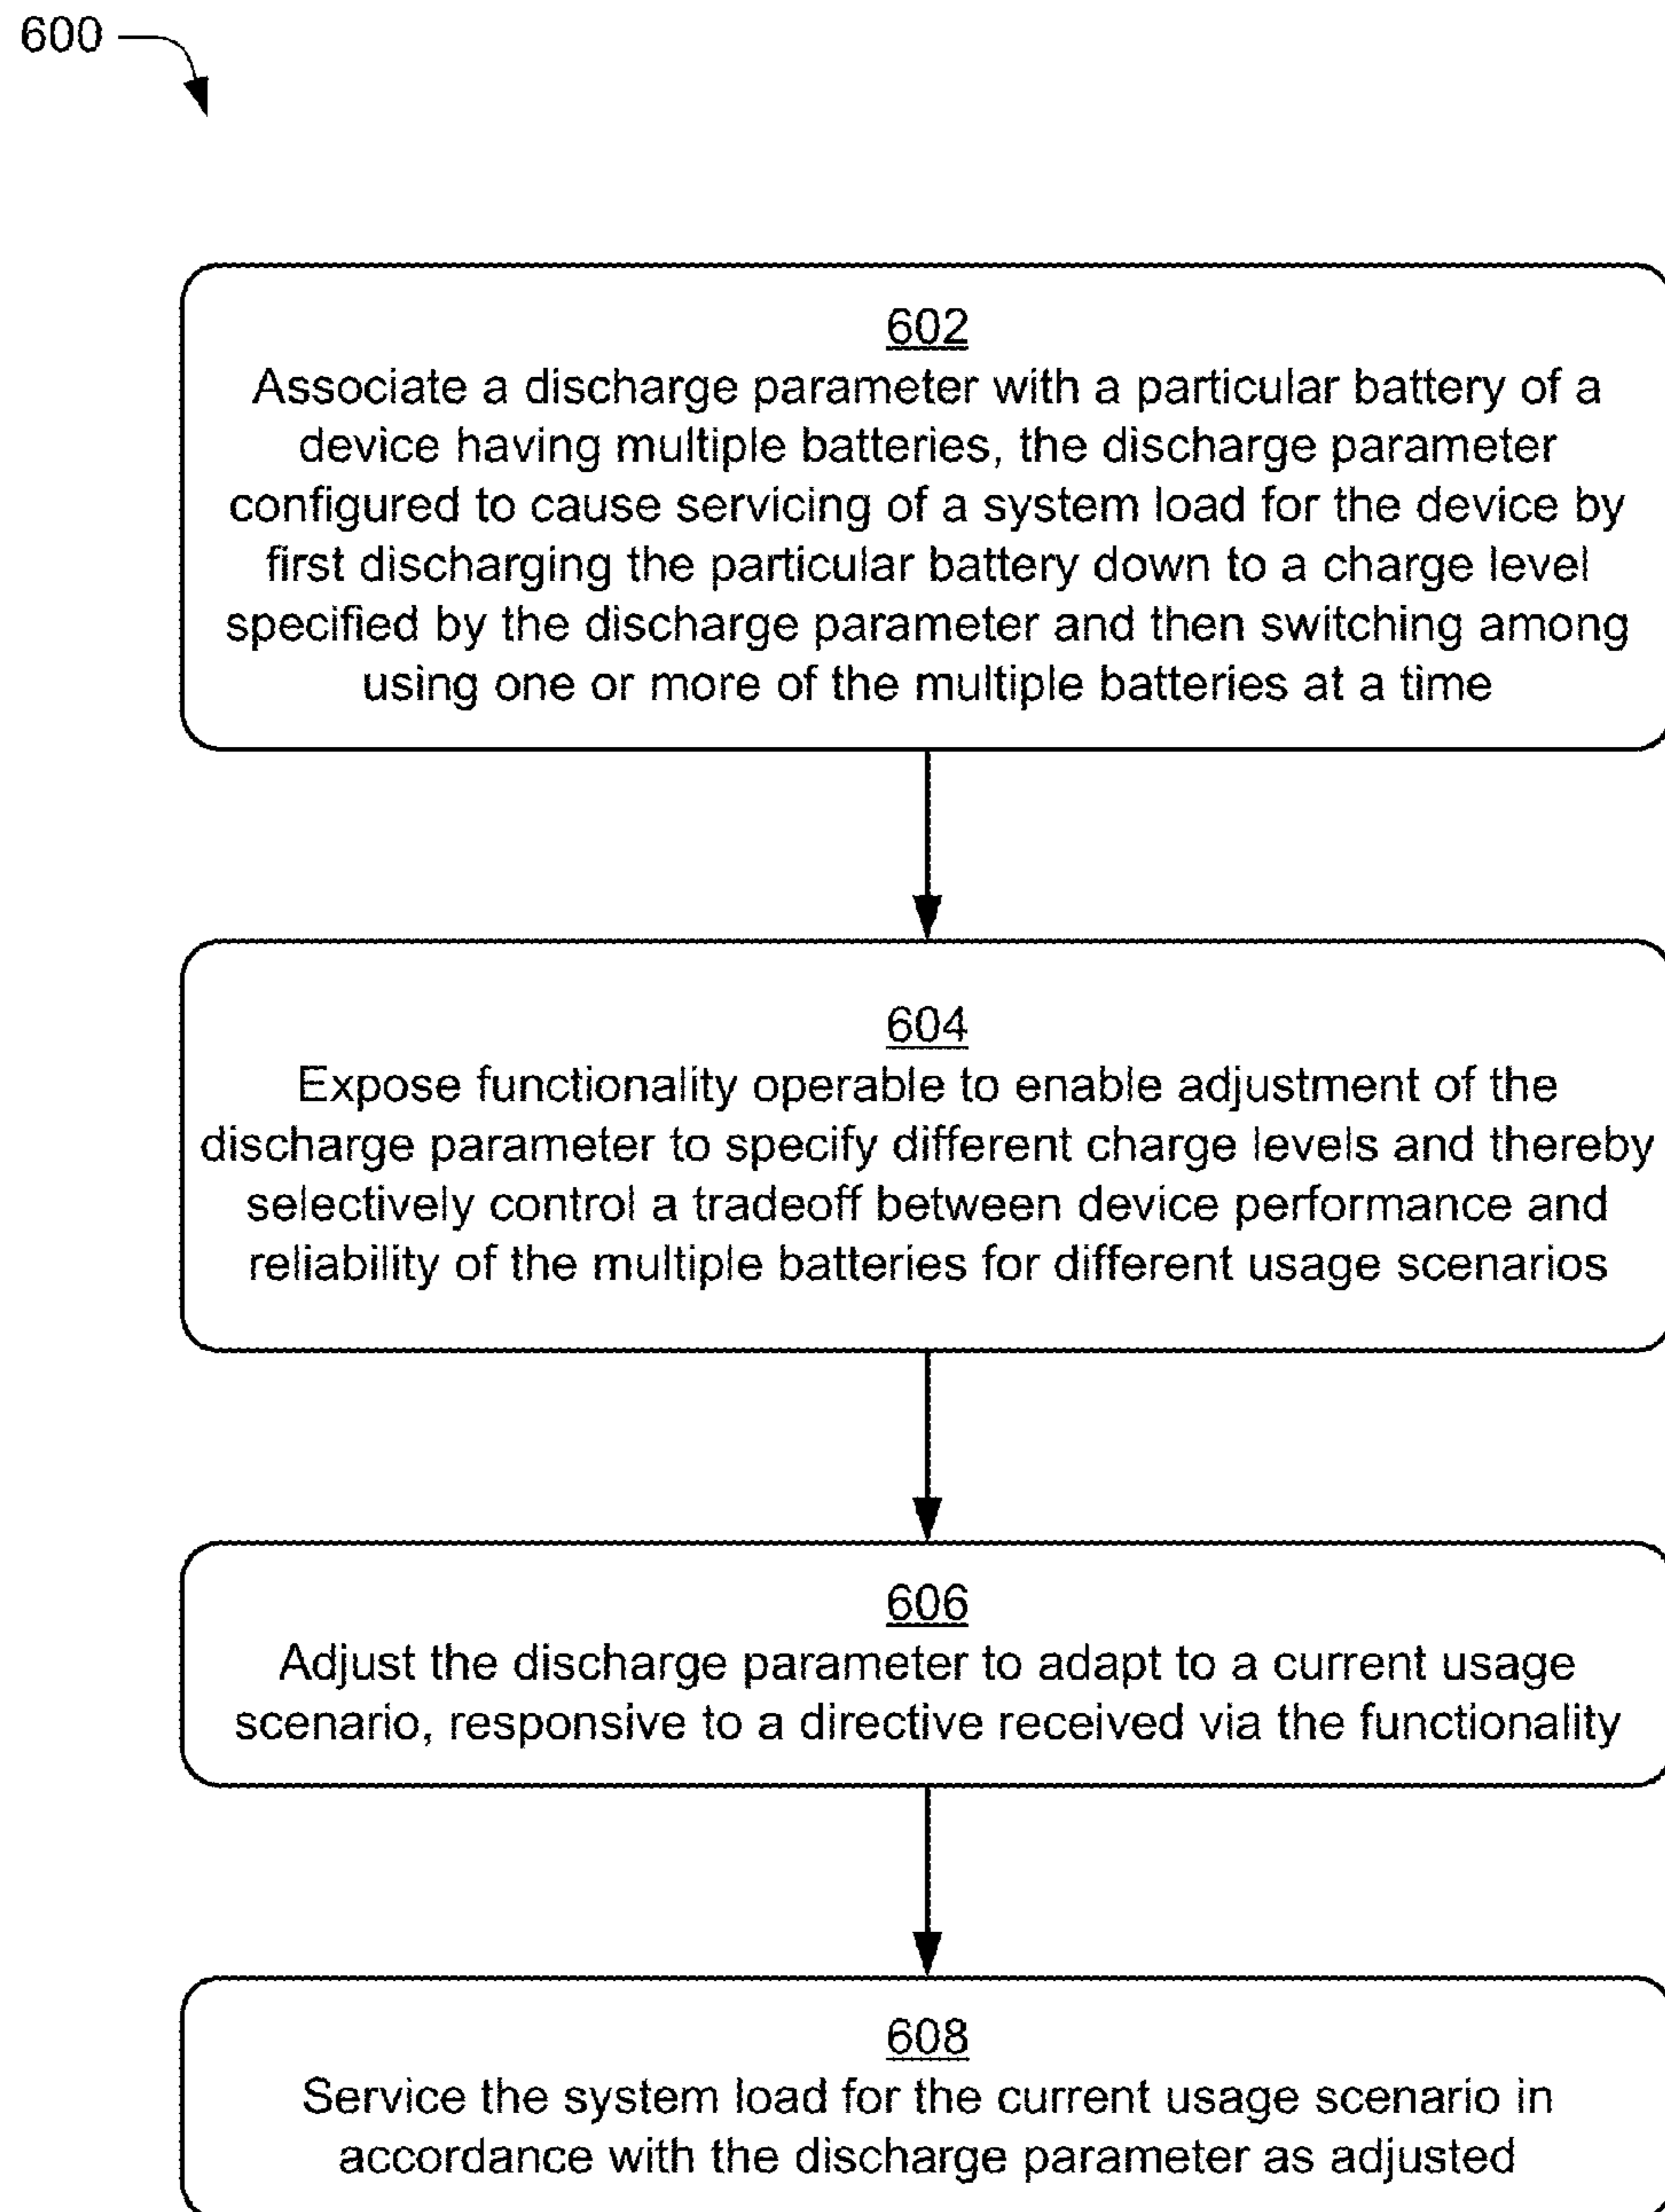 600
602
Associate a discharge parameter with a particular battery of a
device having multiple batteries, the discharge parameter
configured to cause servicing of a system load for the device by
first discharging the particular battery down to a charge level
specified by the discharge parameter and then switching among
using one or more of the multiple batteries at a time
604
Expose functionality operable to enable adjustment of the
discharge parameter to specify different charge levels and thereby
selectively control a tradeoff between device performance and
reliability of the multiple batteries for different usage scenarios
606
Adjust the discharge parameter to adapt to a current usage
scenario, responsive to a directive received via the functionality
608
Service the system load for the current usage scenario in
accordance with the discharge parameter as adjusted